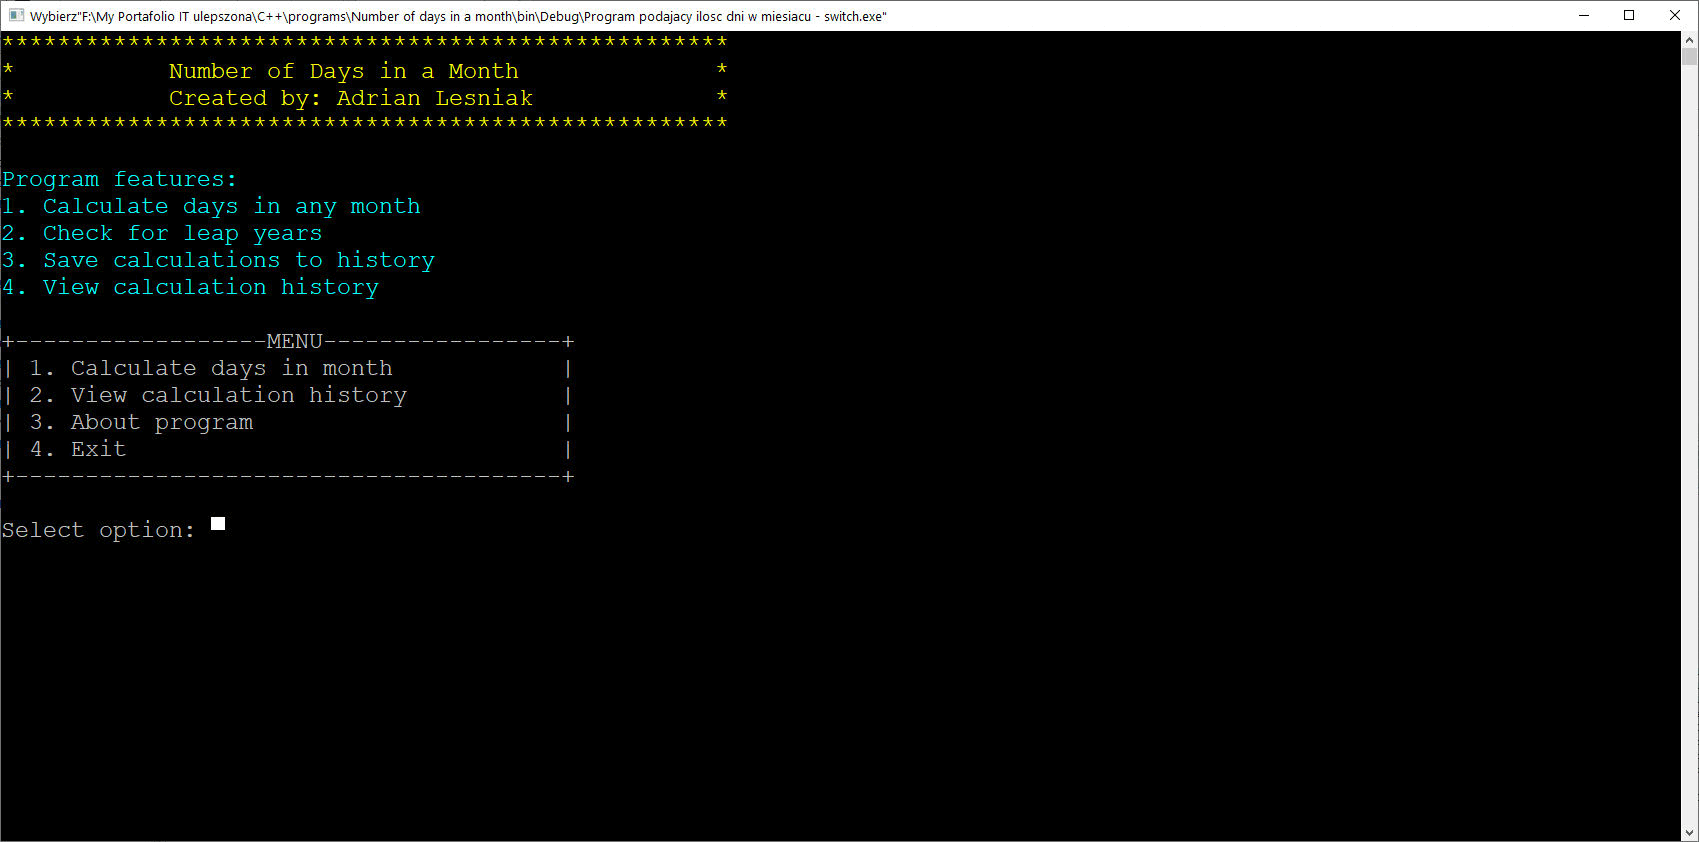 Wybierz"F:\My Portafolio IT ulepszona\C++\programs\Number of days in a month\bin\Debug\Program podajacy ilosc dni w miesiacu - switch.exe"
****************************************************
*           Number of Days in a Month              *
*           Created by: Adrian Lesniak             *
****************************************************
Program features:
1. Calculate days in any month
2. Check for leap years
3. Save calculations to history
4. View calculation history
+------------------MENU-----------------+
| 1. Calculate days in month            |
| 2. View calculation history           |
| 3. About program                      |
| 4. Exit                               |
+---------------------------------------+
Select option: